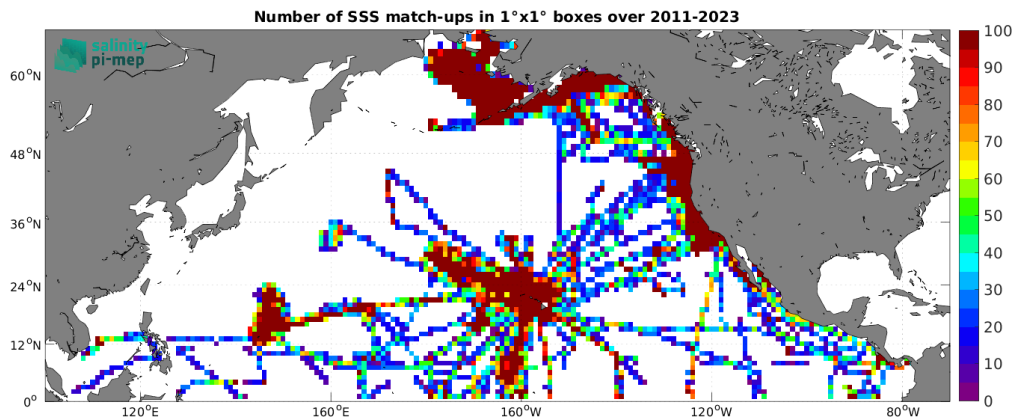 Number of SSS match-ups in 1°x1° boxes over 2011-2023
salinity
pi-mep
60°N
48°N
36°N
24°N
12°N
0°
120°E
160°E
160°W
120°W
80°W
100
90
80
70
60
50
40
30
20
10
0